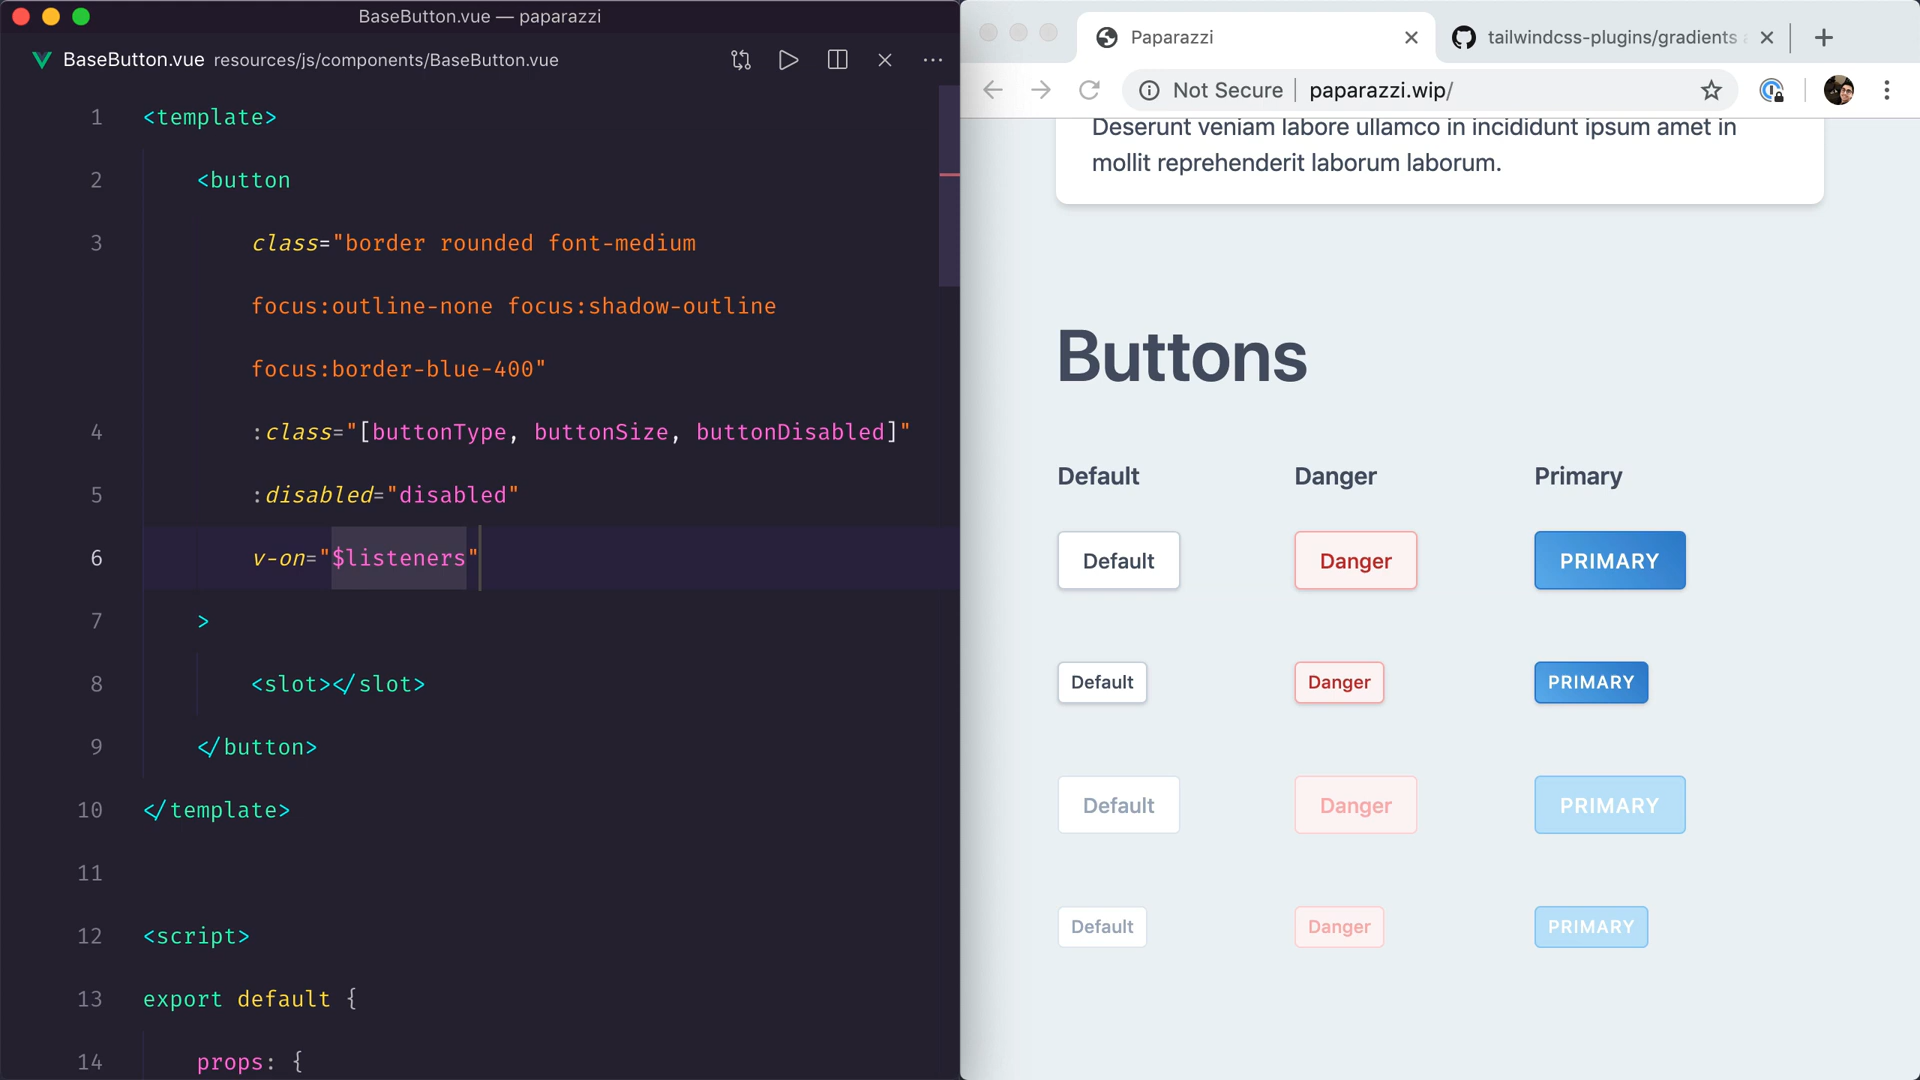 BaseButton.vue — paparazzi
BaseButton.vue resources/js/components/BaseButton.vue
1 <template>
2 <button
3 class="border rounded font-medium
focus:outline-none focus:shadow-outline
focus:border-blue-400"
4 :class="[buttonType, buttonSize, buttonDisabled]"
5 :disabled="disabled"
6 v-on="$listeners"
7 >
8 <slot></slot>
9 </button>
10 </template>
11
12 <script>
13 export default {
14 props: {
Paparazzi
tailwindcss-plugins/gradients
Not Secure | paparazzi.wip/
Deserunt veniam labore ullamco in incididunt ipsum amet in
mollit reprehenderit laborum laborum.
Buttons
Default Danger Primary
Default Danger PRIMARY
Default Danger PRIMARY
Default Danger PRIMARY
Default Danger PRIMARY